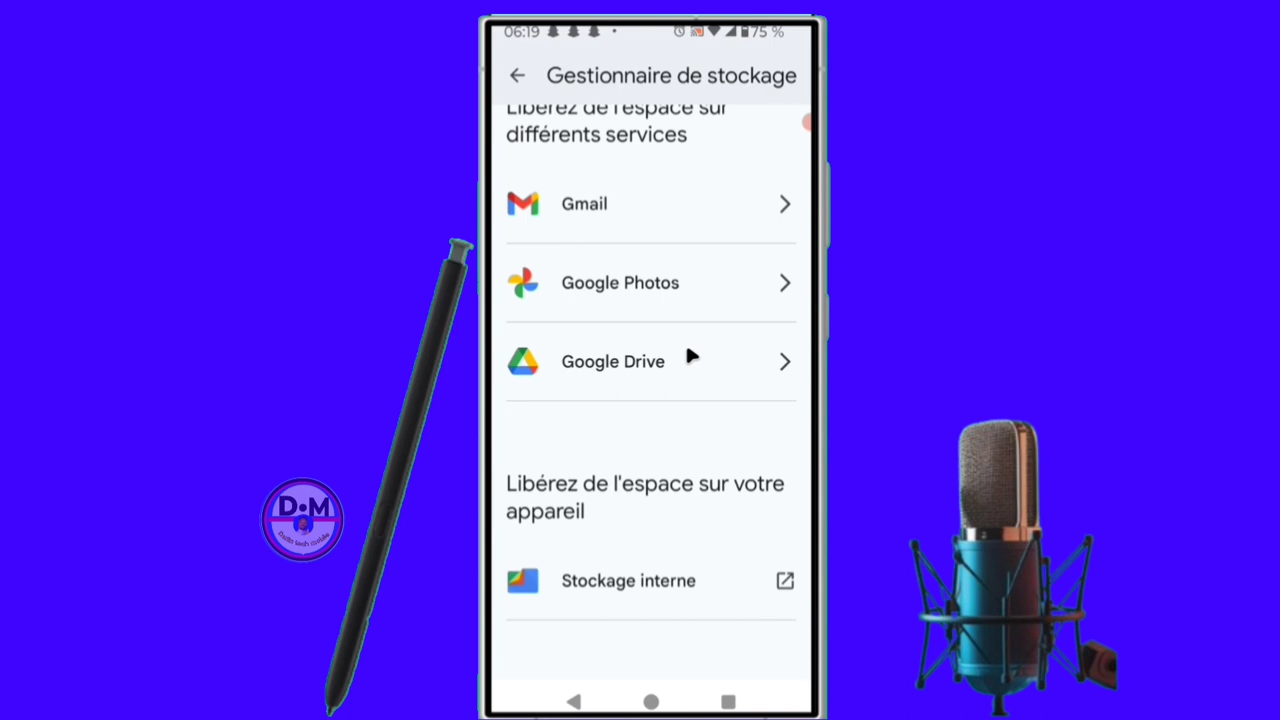 06:19
75 %
Gestionnaire de stockage
Libérez de l'espace sur
différents services
Gmail
Google Photos
Google Drive
Libérez de l'espace sur votre
appareil
Stockage interne
D•M